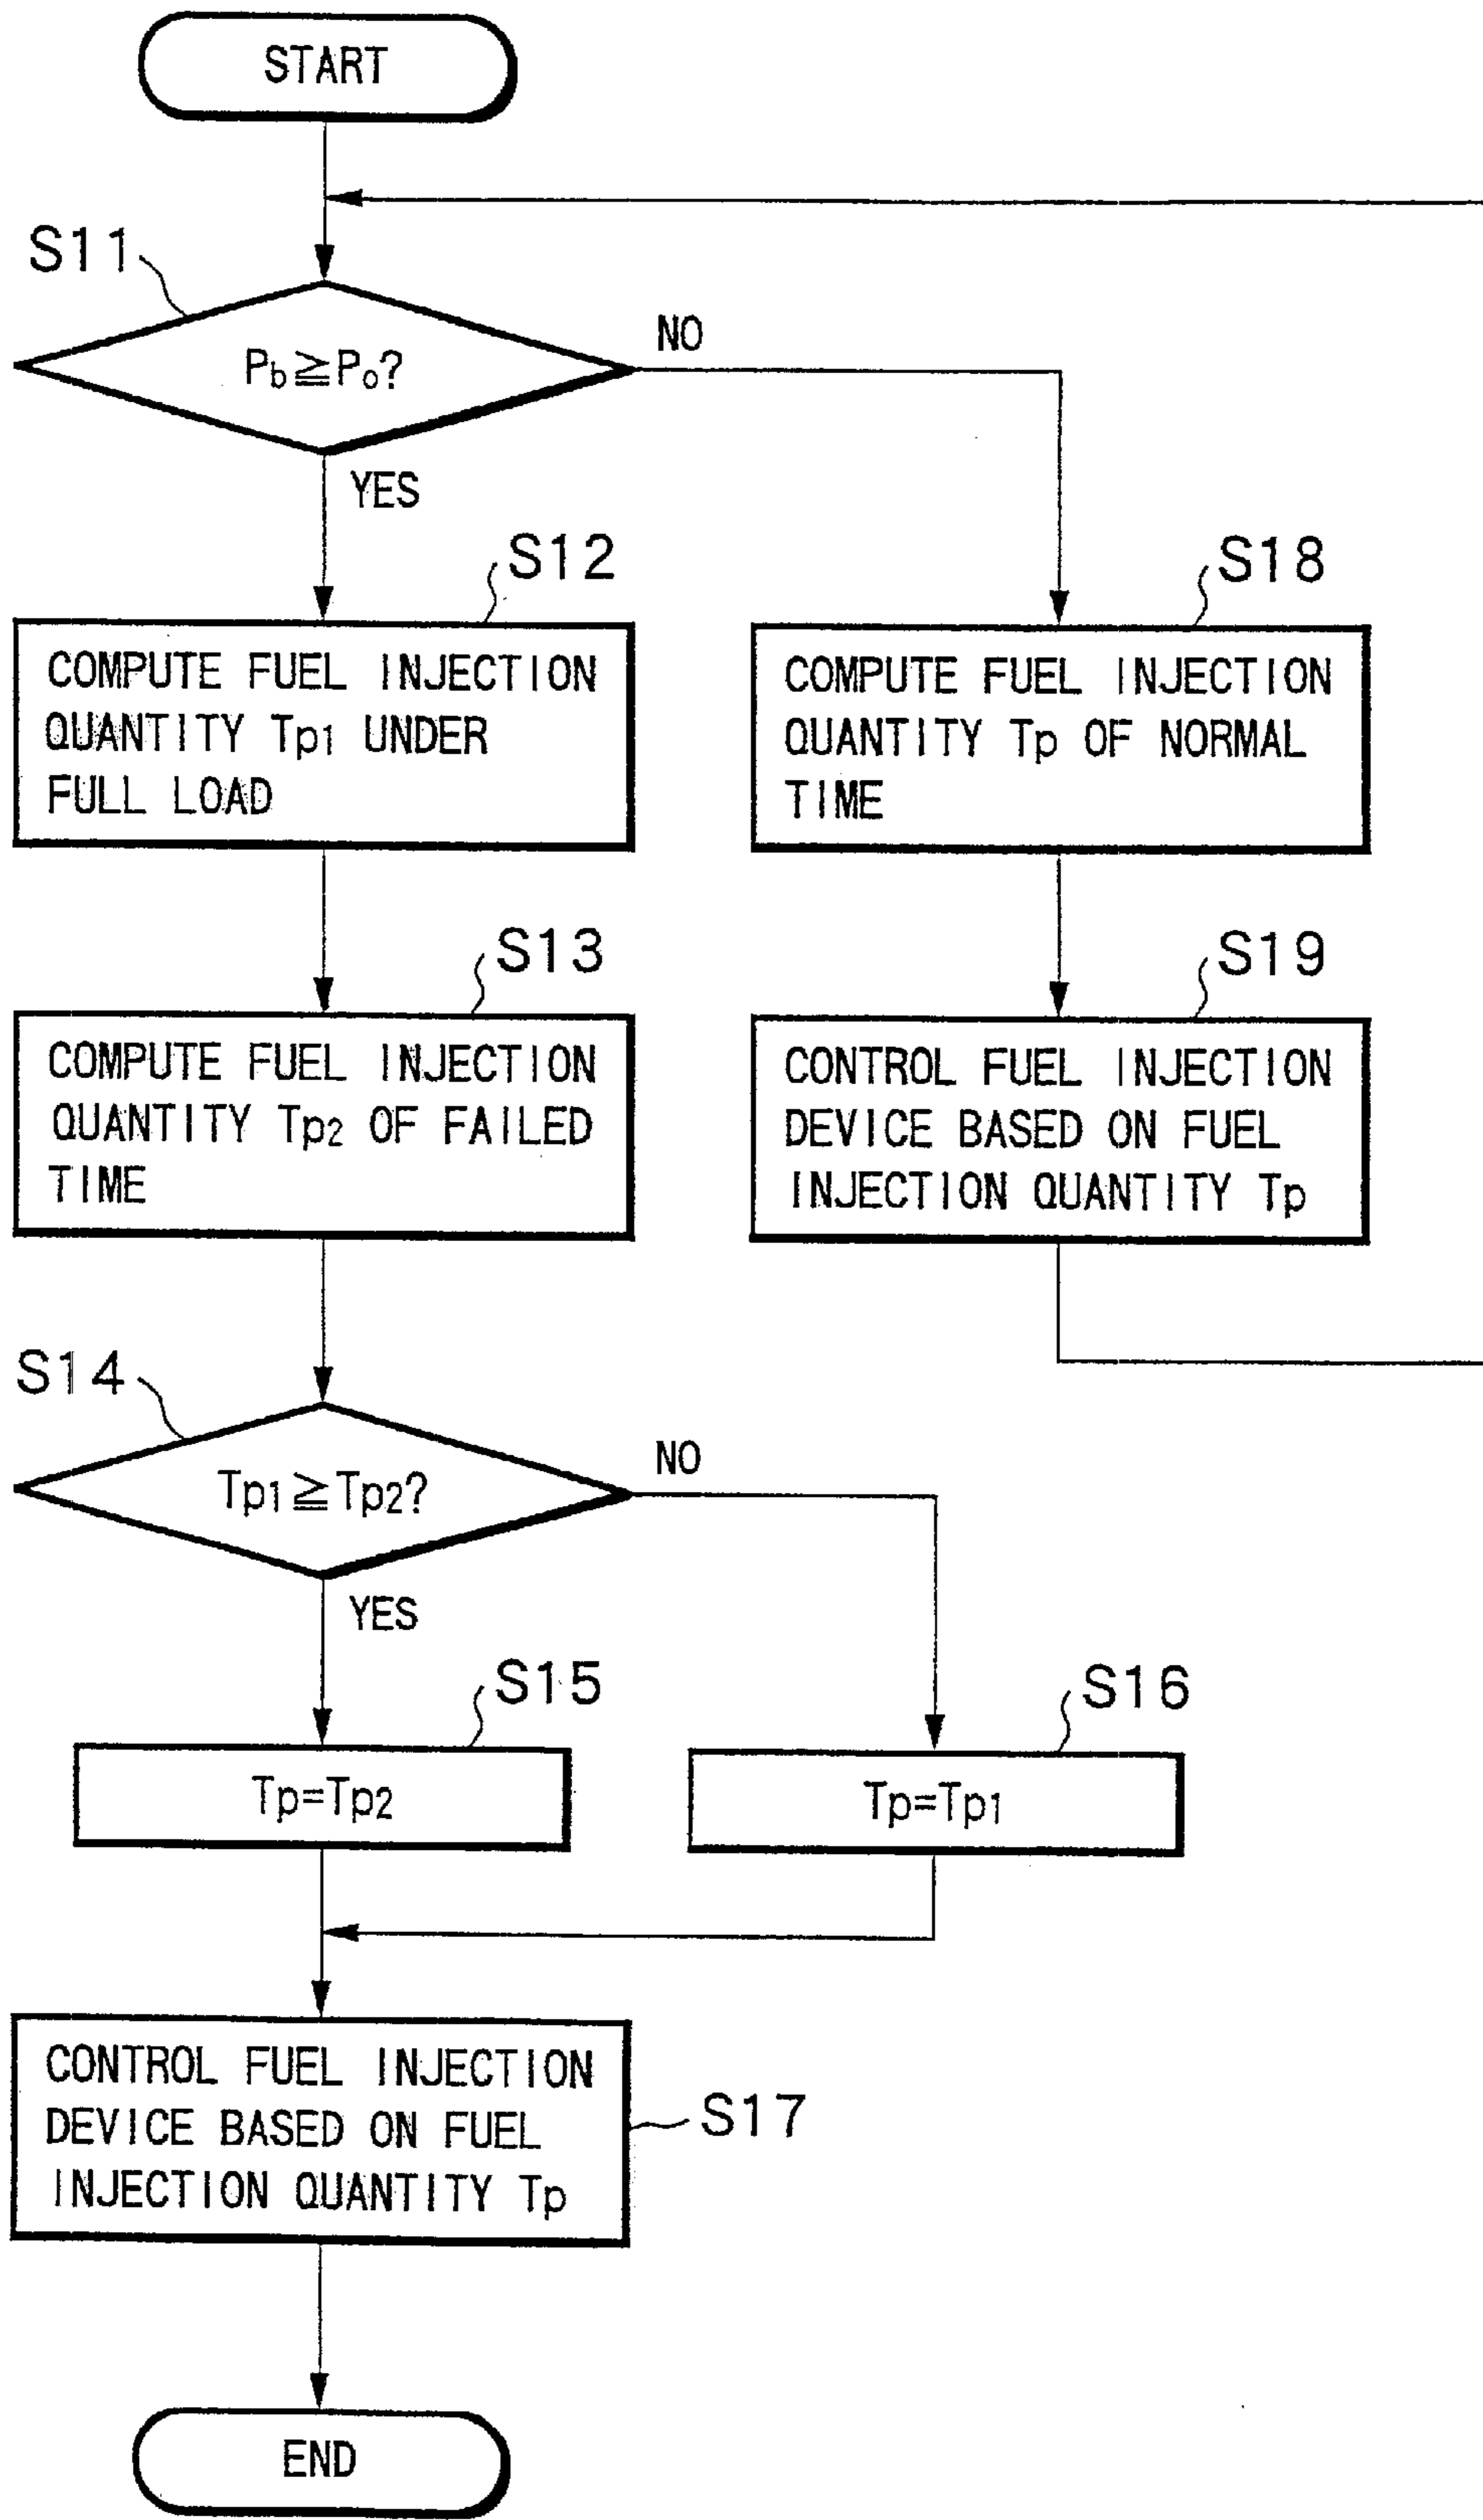 START
S11
Pb≧Po?
NO
YES
S12
COMPUTE FUEL INJECTION
QUANTITY Tp1 UNDER
FULL LOAD
S18
COMPUTE FUEL INJECTION
QUANTITY Tp OF NORMAL
TIME
S13
COMPUTE FUEL INJECTION
QUANTITY Tp2 OF FAILED
TIME
S19
CONTROL FUEL INJECTION
DEVICE BASED ON FUEL
INJECTION QUANTITY Tp
S14
Tp1≧Tp2?
NO
YES
S15
Tp=Tp2
S16
Tp=Tp1
CONTROL FUEL INJECTION
DEVICE BASED ON FUEL
INJECTION QUANTITY Tp
S17
END